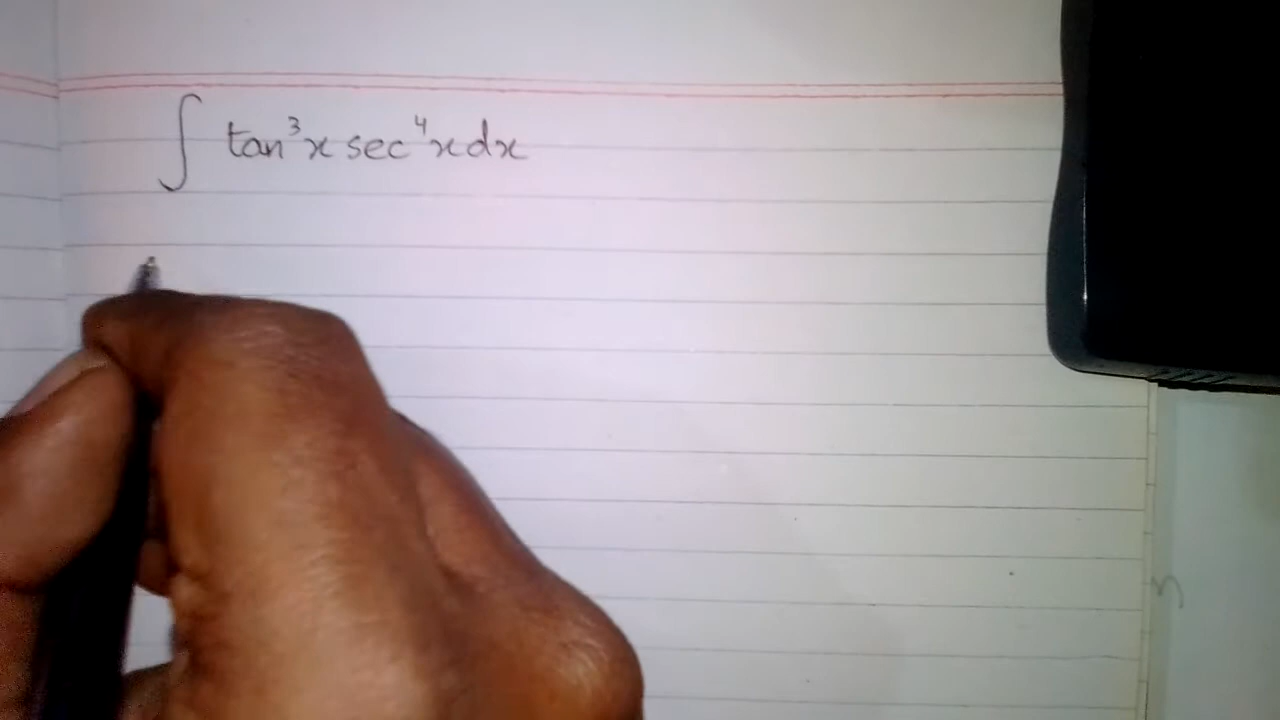 ∫ tan³x sec⁴x dx